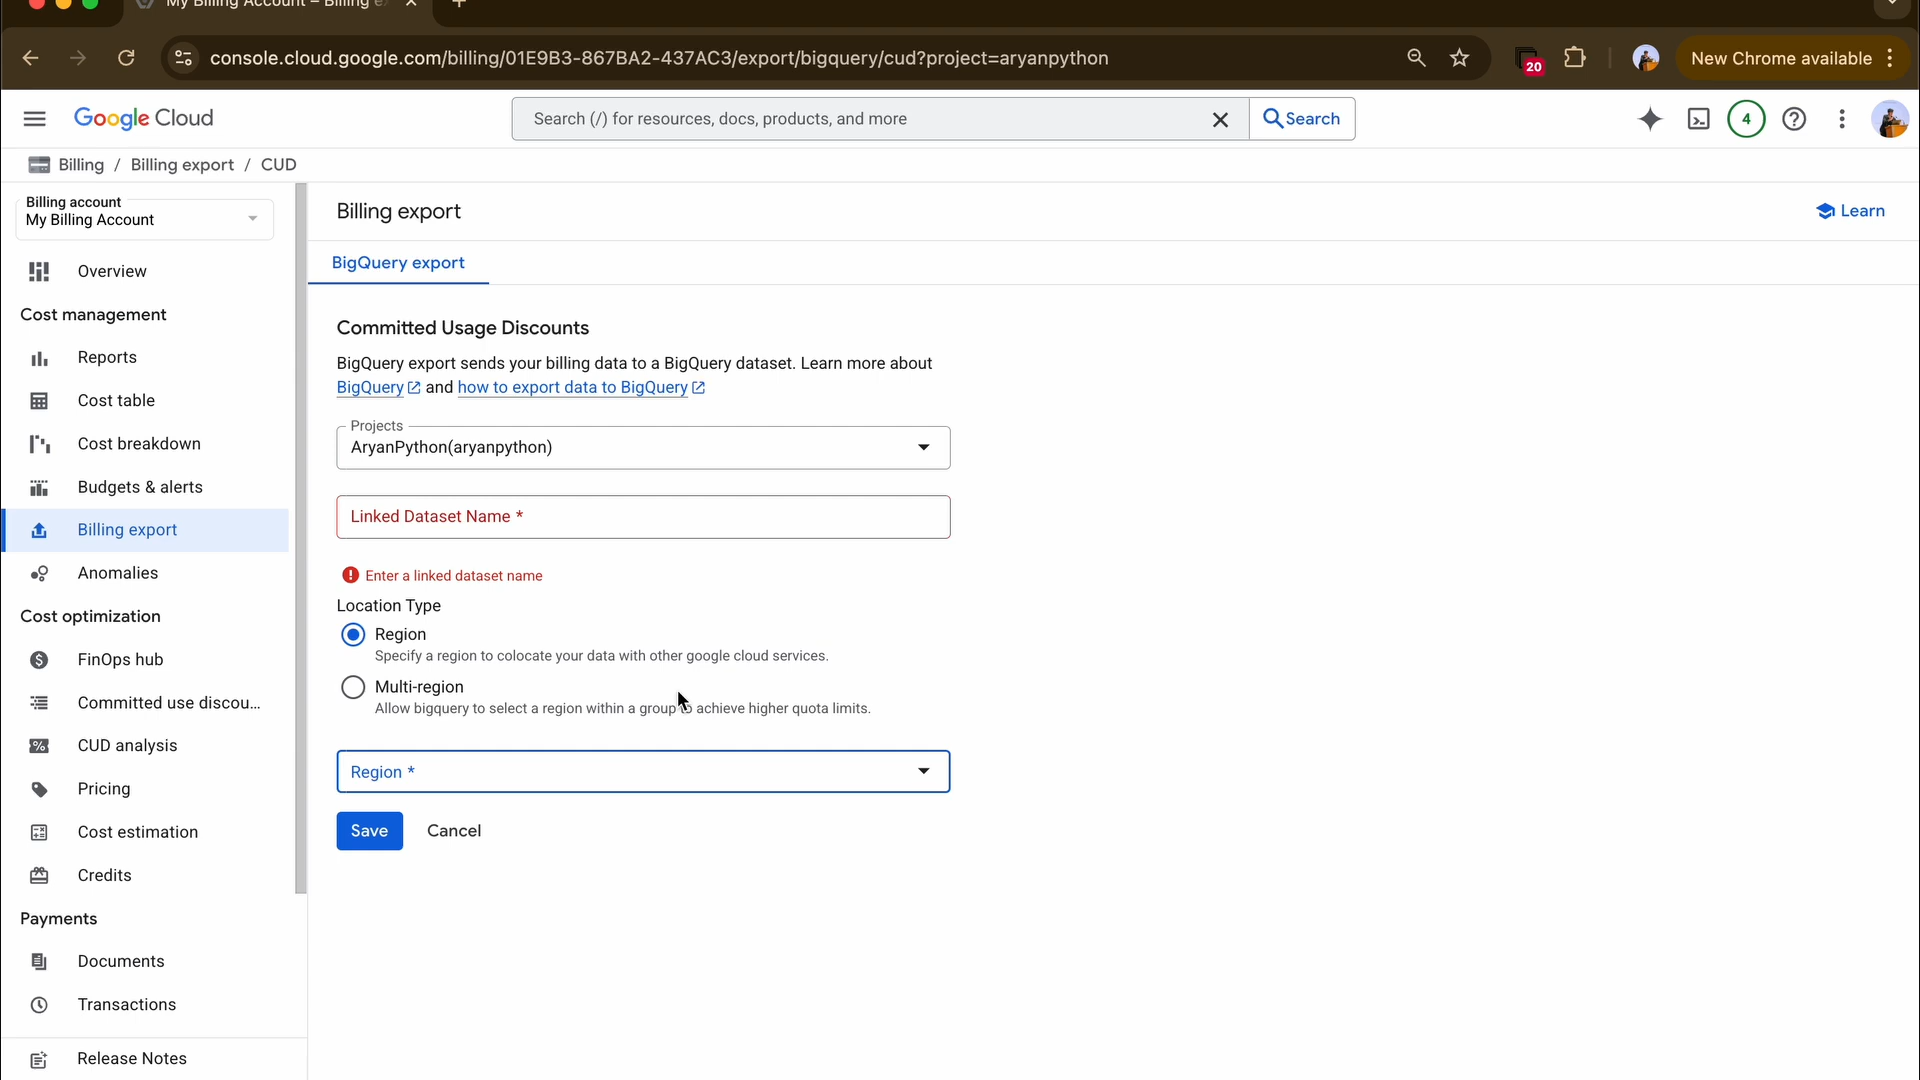 My Billing Account – Billing e
console.cloud.google.com/billing/01E9B3-867BA2-437AC3/export/bigquery/cud?project=aryanpython
20
New Chrome available
Google Cloud
Search (/) for resources, docs, products, and more
Search
4
Billing / Billing export / CUD
Billing account
My Billing Account
Overview
Cost management
Reports
Cost table
Cost breakdown
Budgets & alerts
Billing export
Anomalies
Cost optimization
FinOps hub
Committed use discou...
CUD analysis
Pricing
Cost estimation
Credits
Payments
Documents
Transactions
Release Notes
Billing export
Learn
BigQuery export
Committed Usage Discounts
BigQuery export sends your billing data to a BigQuery dataset. Learn more about
BigQuery and how to export data to BigQuery
Projects
AryanPython(aryanpython)
Linked Dataset Name *
Enter a linked dataset name
Location Type
Region
Specify a region to colocate your data with other google cloud services.
Multi-region
Allow bigquery to select a region within a group to achieve higher quota limits.
Region *
Save Cancel